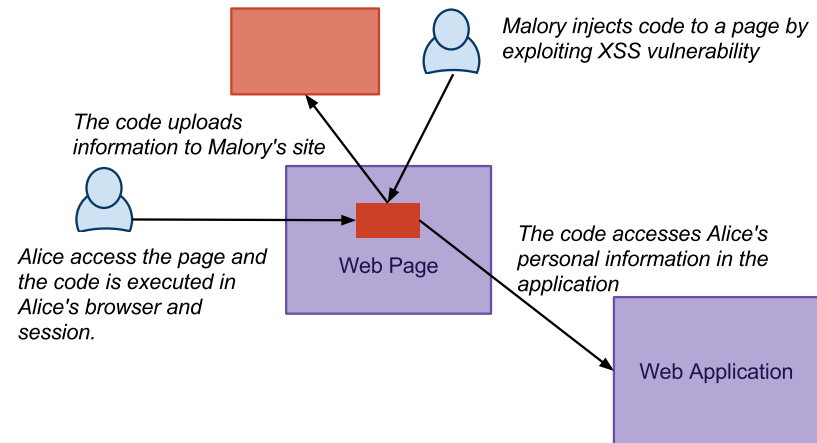 Malory injects code to a page by
exploiting XSS vulnerability
The code uploads
information to Malory's site
Alice access the page and
the code is executed in
Alice's browser and
session.
Web Page
The code accesses Alice's
personal information in the
application
Web Application